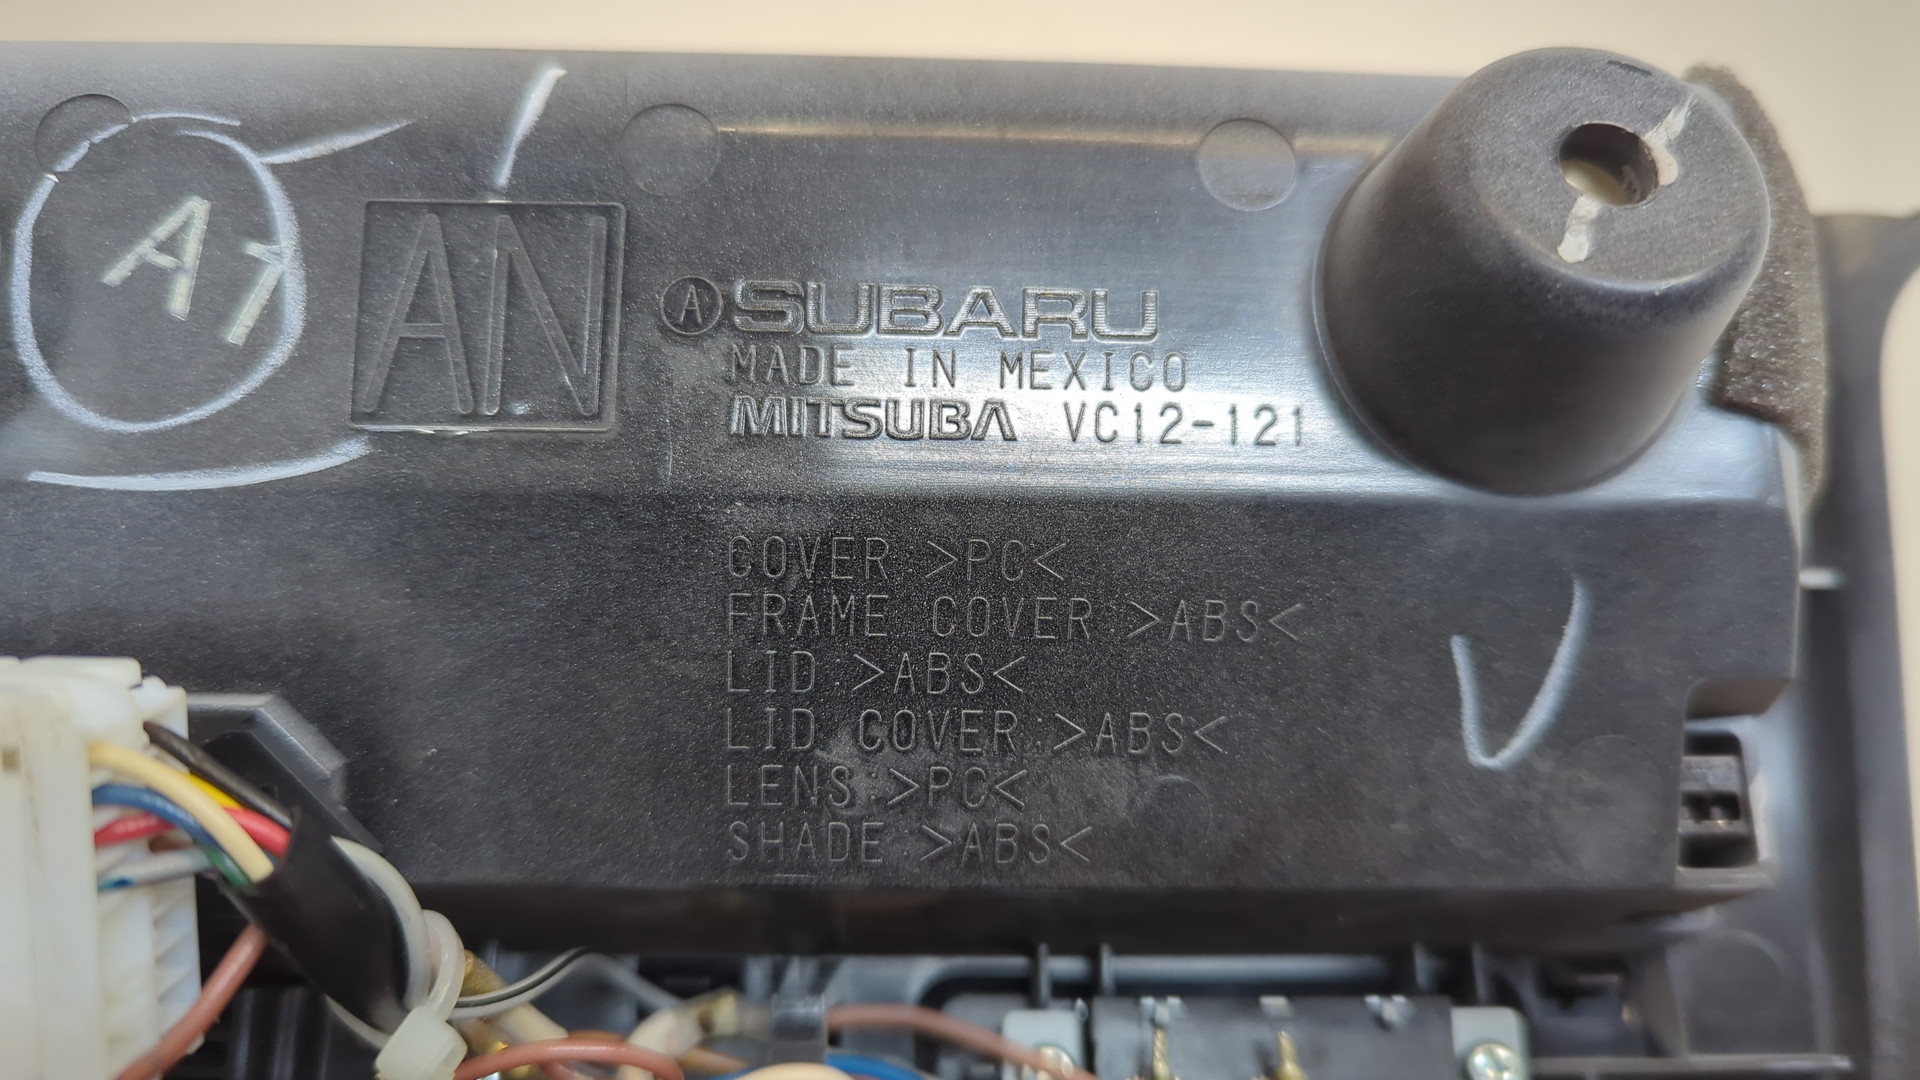 A1
AN
A SUBARU
MADE IN MEXICO
MITSUBA VC12-121
COVER >PC<
FRAME COVER:>ABS<
LID:>ABS<
LID COVER:>ABS<
LENS:>PC<
SHADE:>ABS<